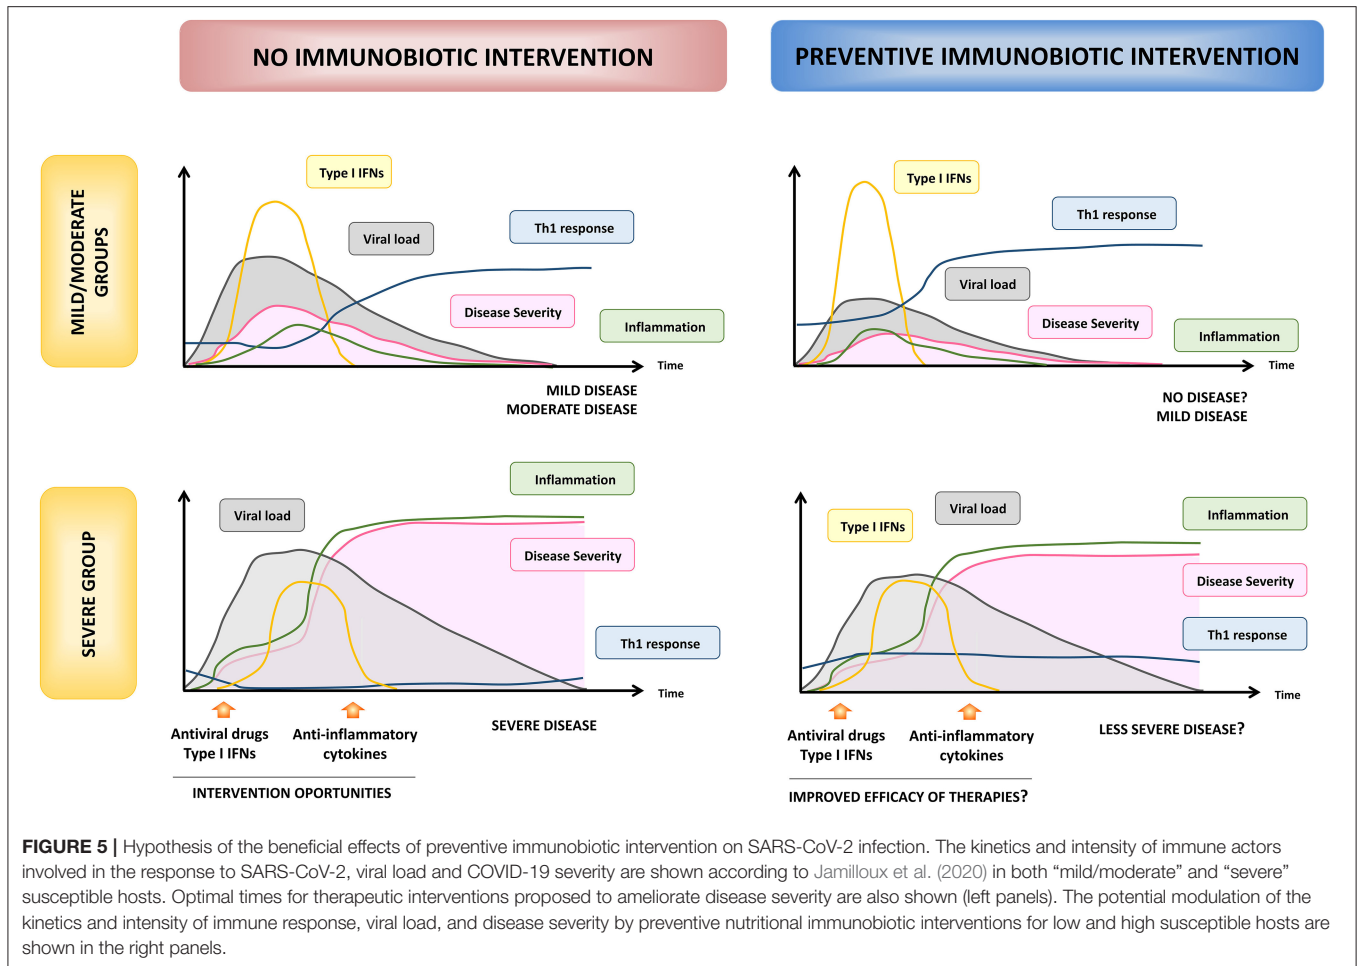 NO IMMUNOBIOTIC INTERVENTION
PREVENTIVE IMMUNOBIOTIC INTERVENTION
MILD/MODERATE
GROUPS
Type I IFNs
Viral load
Th1 response
Disease Severity
Inflammation
Time
MILD DISEASE
MODERATE DISEASE
Type I IFNs
Th1 response
Viral load
Disease Severity
Inflammation
Time
NO DISEASE?
MILD DISEASE
SEVERE GROUP
Inflammation
Viral load
Disease Severity
Th1 response
Time
Antiviral drugs
Type I IFNs
Anti-inflammatory
cytokines
SEVERE DISEASE
INTERVENTION OPORTUNITIES
Viral load
Type I IFNs
Inflammation
Disease Severity
Th1 response
Time
Antiviral drugs
Type I IFNs
Anti-inflammatory
cytokines
LESS SEVERE DISEASE?
IMPROVED EFFICACY OF THERAPIES?
FIGURE 5 | Hypothesis of the beneficial effects of preventive immunobiotic intervention on SARS-CoV-2 infection. The kinetics and intensity of immune actors
involved in the response to SARS-CoV-2, viral load and COVID-19 severity are shown according to Jamilloux et al. (2020) in both “mild/moderate” and “severe”
susceptible hosts. Optimal times for therapeutic interventions proposed to ameliorate disease severity are also shown (left panels). The potential modulation of the
kinetics and intensity of immune response, viral load, and disease severity by preventive nutritional immunobiotic interventions for low and high susceptible hosts are
shown in the right panels.